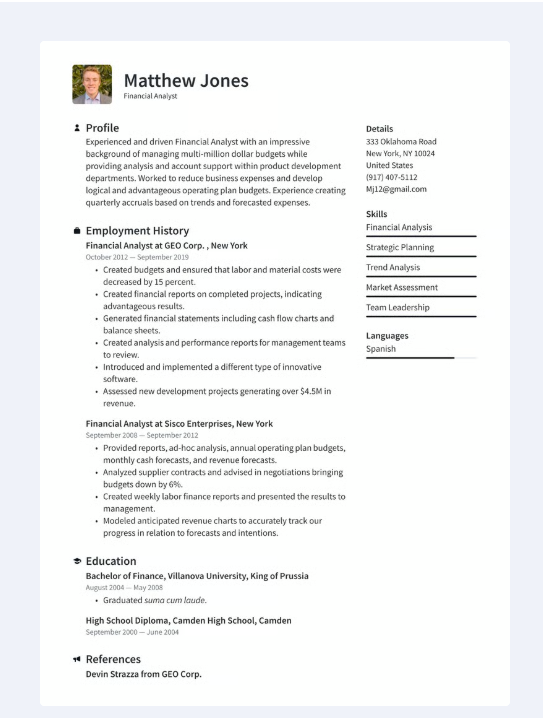 Matthew Jones
Financial Analyst
Profile
Experienced and driven Financial Analyst with an impressive
background of managing multi-million dollar budgets while
providing analysis and account support within product development
departments. Worked to reduce business expenses and develop
logical and advantageous operating plan budgets. Experience creating
quarterly accruals based on trends and forecasted expenses.
Employment History
Financial Analyst at GEO Corp. , New York
October 2012 — September 2019
• Created budgets and ensured that labor and material costs were
decreased by 15 percent.
• Created financial reports on completed projects, indicating
advantageous results.
• Generated financial statements including cash flow charts and
balance sheets.
• Created analysis and performance reports for management teams
to review.
• Introduced and implemented a different type of innovative
software.
• Assessed new development projects generating over $4.5M in
revenue.
Financial Analyst at Sisco Enterprises, New York
September 2008 — September 2012
• Provided reports, ad-hoc analysis, annual operating plan budgets,
monthly cash forecasts, and revenue forecasts.
• Analyzed supplier contracts and advised in negotiations bringing
budgets down by 6%.
• Created weekly labor finance reports and presented the results to
management.
• Modeled anticipated revenue charts to accurately track our
progress in relation to forecasts and intentions.
Education
Bachelor of Finance, Villanova University, King of Prussia
August 2004 — May 2008
• Graduated suma cum laude.
High School Diploma, Camden High School, Camden
September 2000 — June 2004
References
Devin Strazza from GEO Corp.
Details
333 Oklahoma Road
New York, NY 10024
United States
(917) 407-5112
Mj12@gmail.com
Skills
Financial Analysis
Strategic Planning
Trend Analysis
Market Assessment
Team Leadership
Languages
Spanish